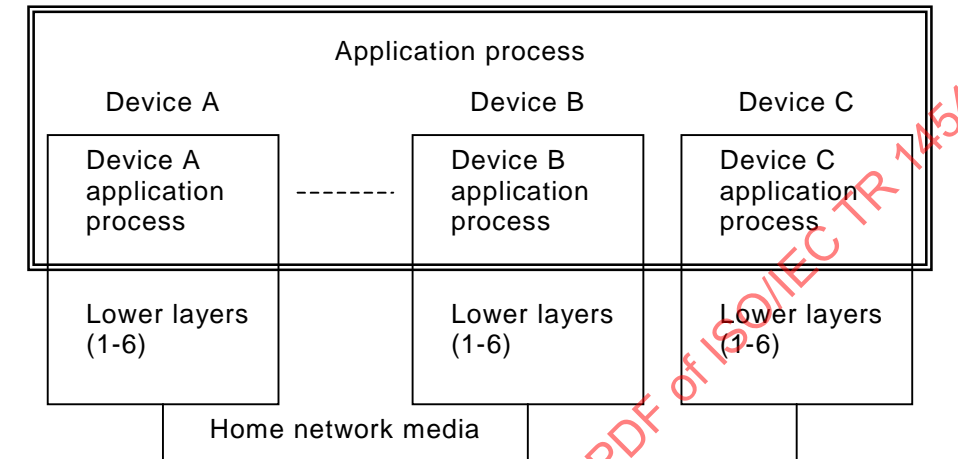 Application process
Device A
Device B
Device C
Device A
application
process
Device B
application
process
Device C
application
process
Lower layers
(1-6)
Lower layers
(1-6)
Lower layers
(1-6)
Home network media
PDF of ISO/IEC TR 145